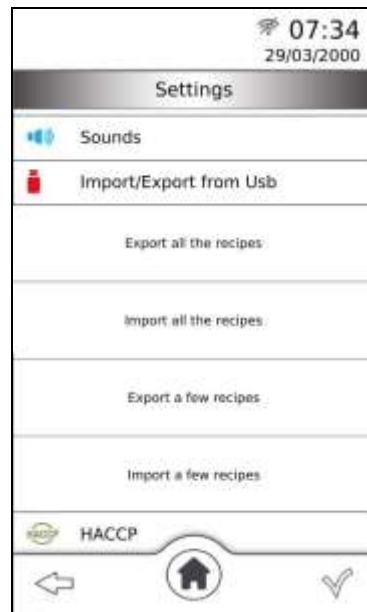 07:34
29/03/2000
Settings
Sounds
Import/Export from Usb
Export all the recipes
Import all the recipes
Export a few recipes
Import a few recipes
HACCP HACCP